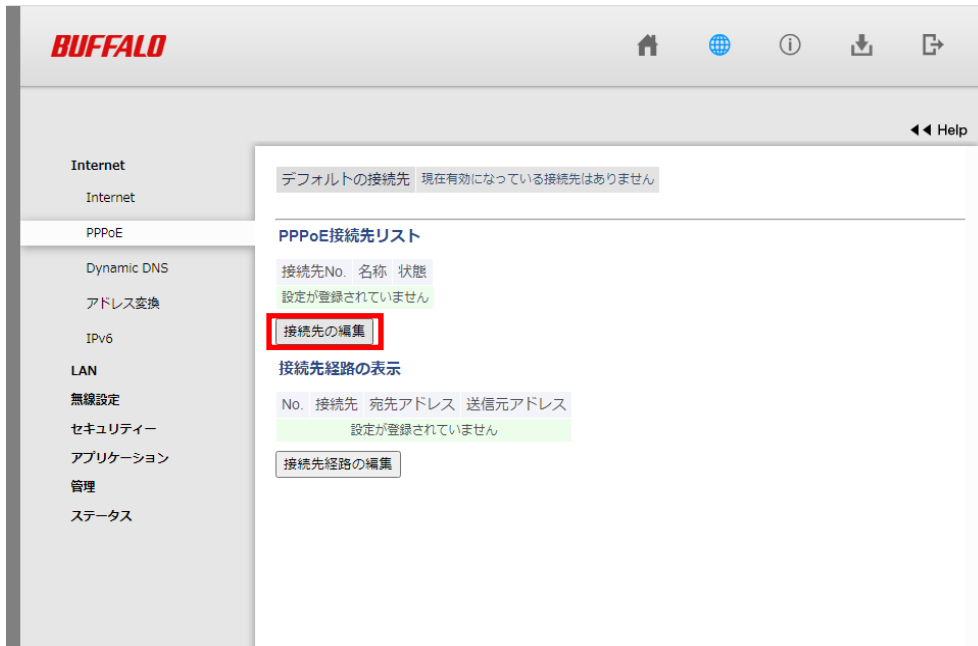 BUFFALO
Help
Internet
Internet
PPPoE
Dynamic DNS
アドレス変換
IPv6
LAN
無線設定
セキュリティー
アプリケーション
管理
ステータス
デフォルトの接続先 現在有効になっている接続先はありません
PPPoE接続先リスト
接続先No. 名称 状態
設定が登録されていません
接続先の編集
接続先経路の表示
No. 接続先 宛先アドレス 送信元アドレス
設定が登録されていません
接続先経路の編集